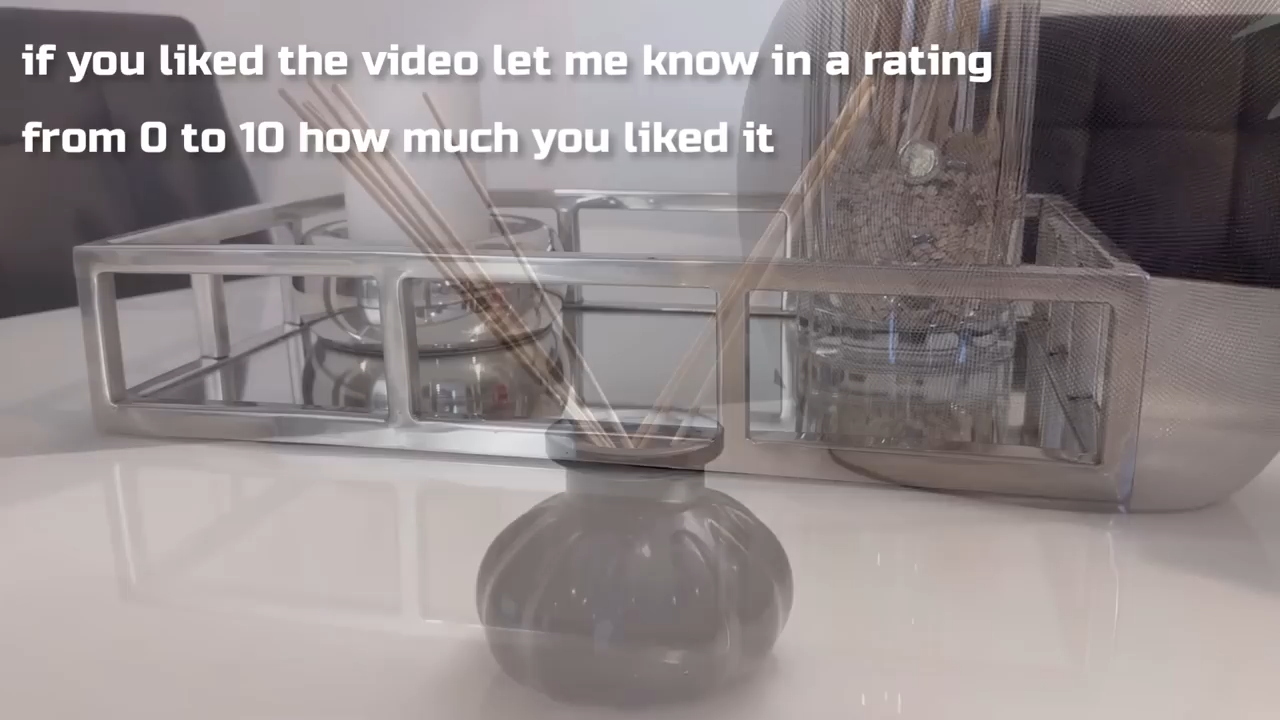 if you liked the video let me know in a rating
from 0 to 10 how much you liked it